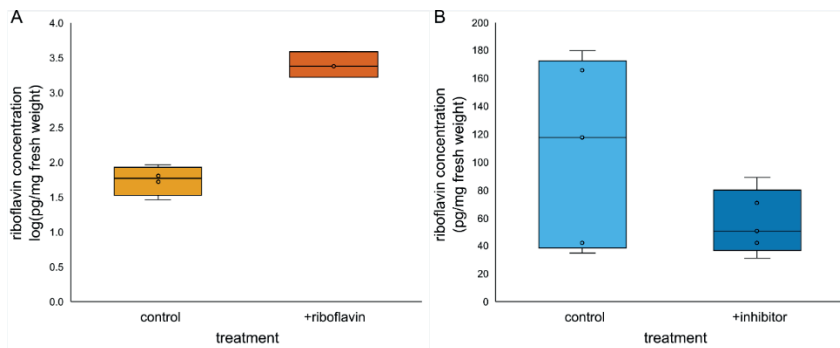 A
riboflavin concentration
log(pg/mg fresh weight)
4.0
3.5
3.0
2.5
2.0
1.5
1.0
0.5
0.0
control
+riboflavin
treatment
B
riboflavin concentration
(pg/mg fresh weight)
200
180
160
140
120
100
80
60
40
20
0
control
+inhibitor
treatment